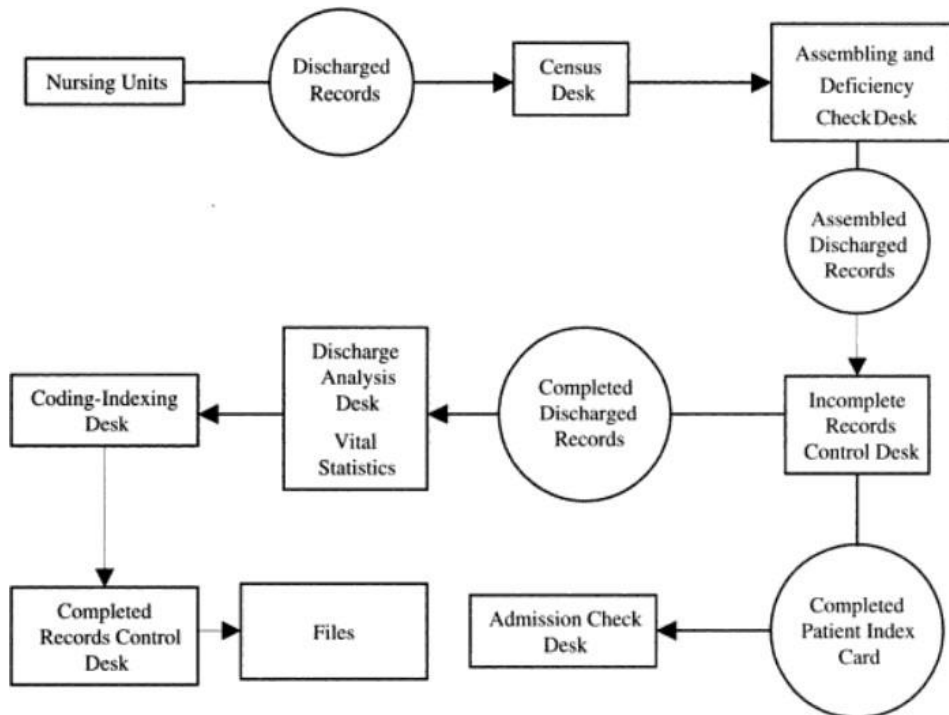 Nursing Units
Discharged
Records
Census
Desk
Assembling and
Deficiency
Check Desk
Assembled
Discharged
Records
Incomplete
Records
Control Desk
Completed
Discharged
Records
Discharge
Analysis
Desk
Vital
Statistics
Coding-Indexing
Desk
Completed
Records Control
Desk
Files
Completed
Patient Index
Card
Admission Check
Desk